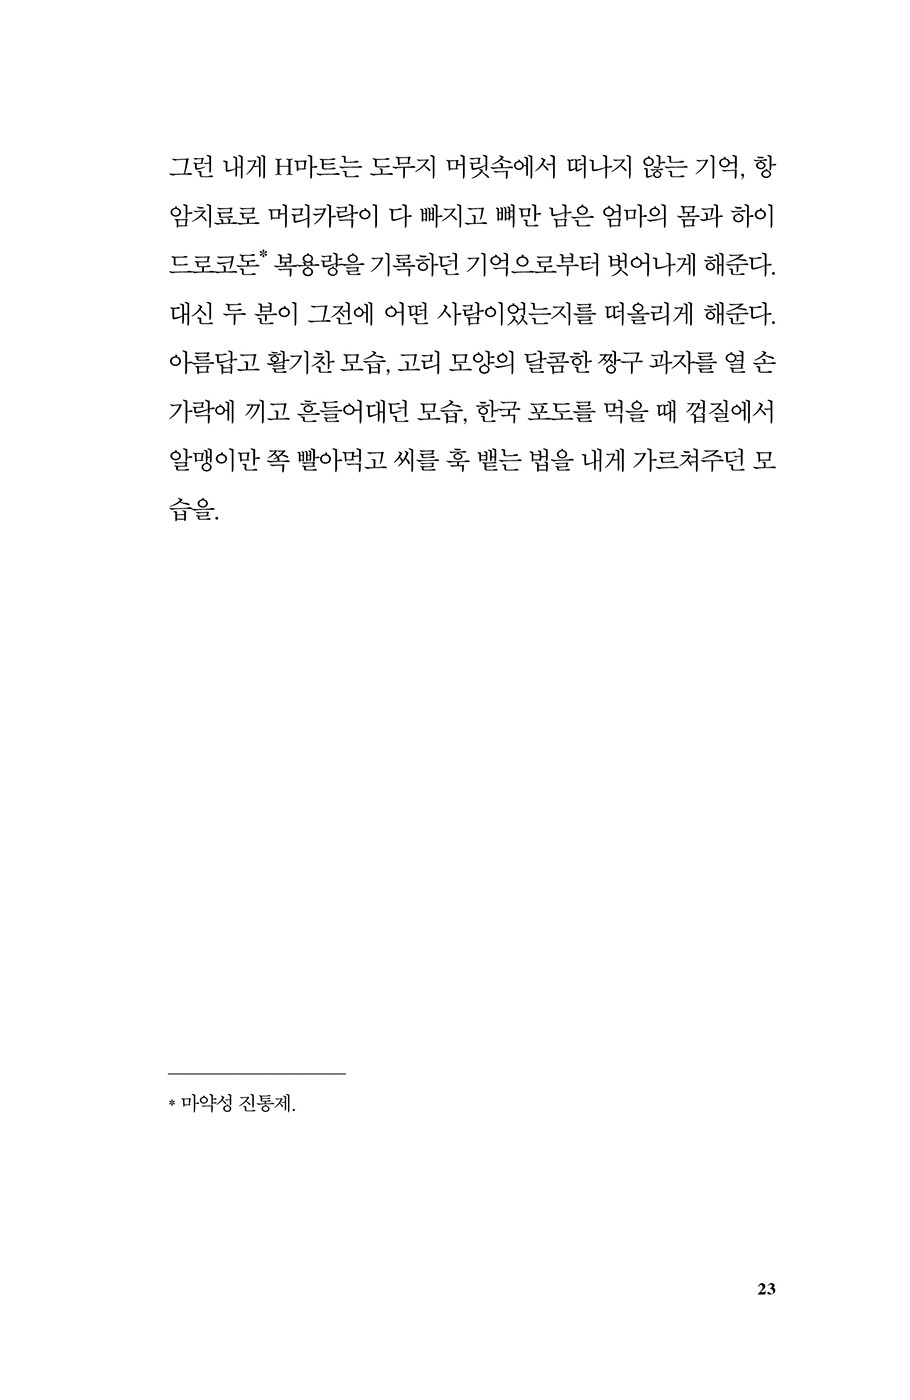 그런 내게 H마트는 도무지 머릿속에서 떠나지 않는 기억, 항
암치료로 머리카락이 다 빠지고 뼈만 남은 엄마의 몸과 하이
드로코돈* 복용량을 기록하던 기억으로부터 벗어나게 해준다.
대신 두 분이 그전에 어떤 사람이었는지를 떠올리게 해준다.
아름답고 활기찬 모습, 고리 모양의 달콤한 짱구 과자를 열 손
가락에 끼고 흔들어대던 모습, 한국 포도를 먹을 때 껍질에서
알맹이만 쪽 빨아먹고 씨를 훅 뱉는 법을 내게 가르쳐주던 모
습을.
* 마약성 진통제.
23